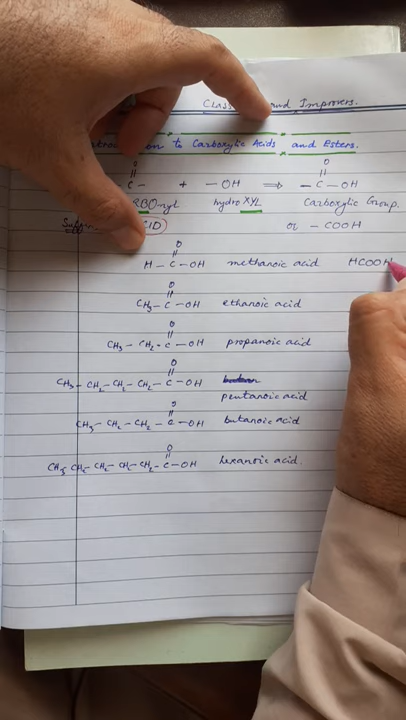 Class and Improvers.
to Carboxylic Acids and Esters.
O O
|| ||
C – + – OH ⇒ – C – OH
hydroXYL Carboxylic Group.
or – COOH
O
||
H – C – OH methanoic acid HCOOH
O
||
CH3 – C – OH ethanoic acid
O
||
CH3 – CH2 – C – OH propanoic acid
O
||
CH3 – CH2 – CH2 – CH2 – C – OH
pentanoic acid
O
||
CH3 – CH2 – CH2 – C – OH butanoic acid
O
||
CH3 CH2 – CH2 – CH2 – CH2 – C – OH hexanoic acid.